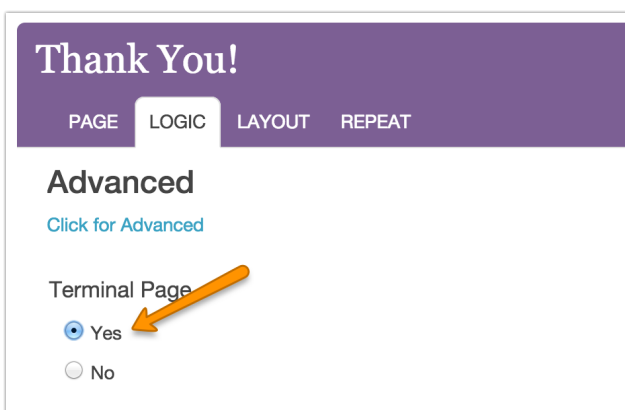 Thank You!
PAGE LOGIC LAYOUT REPEAT
Advanced
Click for Advanced
Terminal Page
Yes
No